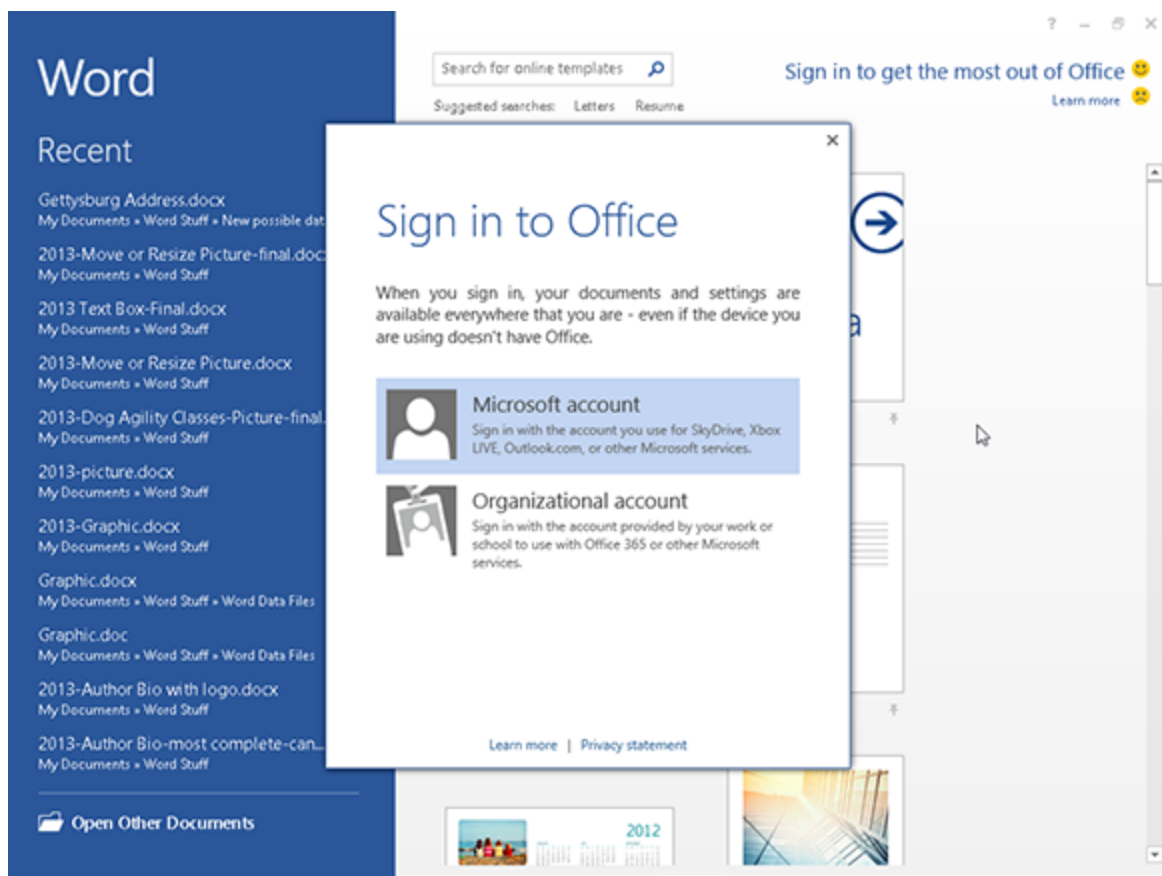 ?
Word
Search for online templates
Sign in to get the most out of Office
Suggested searches: Letters Resume
Learn more
Recent
Gettysburg Address.docx
My Documents » Word Stuff » New possible dat
2013-Move or Resize Picture-final.doc
My Documents » Word Stuff
2013 Text Box-Final.docx
My Documents » Word Stuff
2013-Move or Resize Picture.docx
My Documents » Word Stuff
2013-Dog Agility Classes-Picture-final.
My Documents » Word Stuff
2013-picture.docx
My Documents » Word Stuff
2013-Graphic.docx
My Documents » Word Stuff
Graphic.docx
My Documents » Word Stuff » Word Data Files
Graphic.doc
My Documents » Word Stuff » Word Data Files
2013-Author Bio with logo.docx
My Documents » Word Stuff
2013-Author Bio-most complete-can...
My Documents » Word Stuff
Open Other Documents
Sign in to Office
When you sign in, your documents and settings are
available everywhere that you are - even if the device you
are using doesn't have Office.
Microsoft account
Sign in with the account you use for SkyDrive, Xbox
LIVE, Outlook.com, or other Microsoft services.
Organizational account
Sign in with the account provided by your work or
school to use with Office 365 or other Microsoft
services.
Learn more | Privacy statement
a
2012